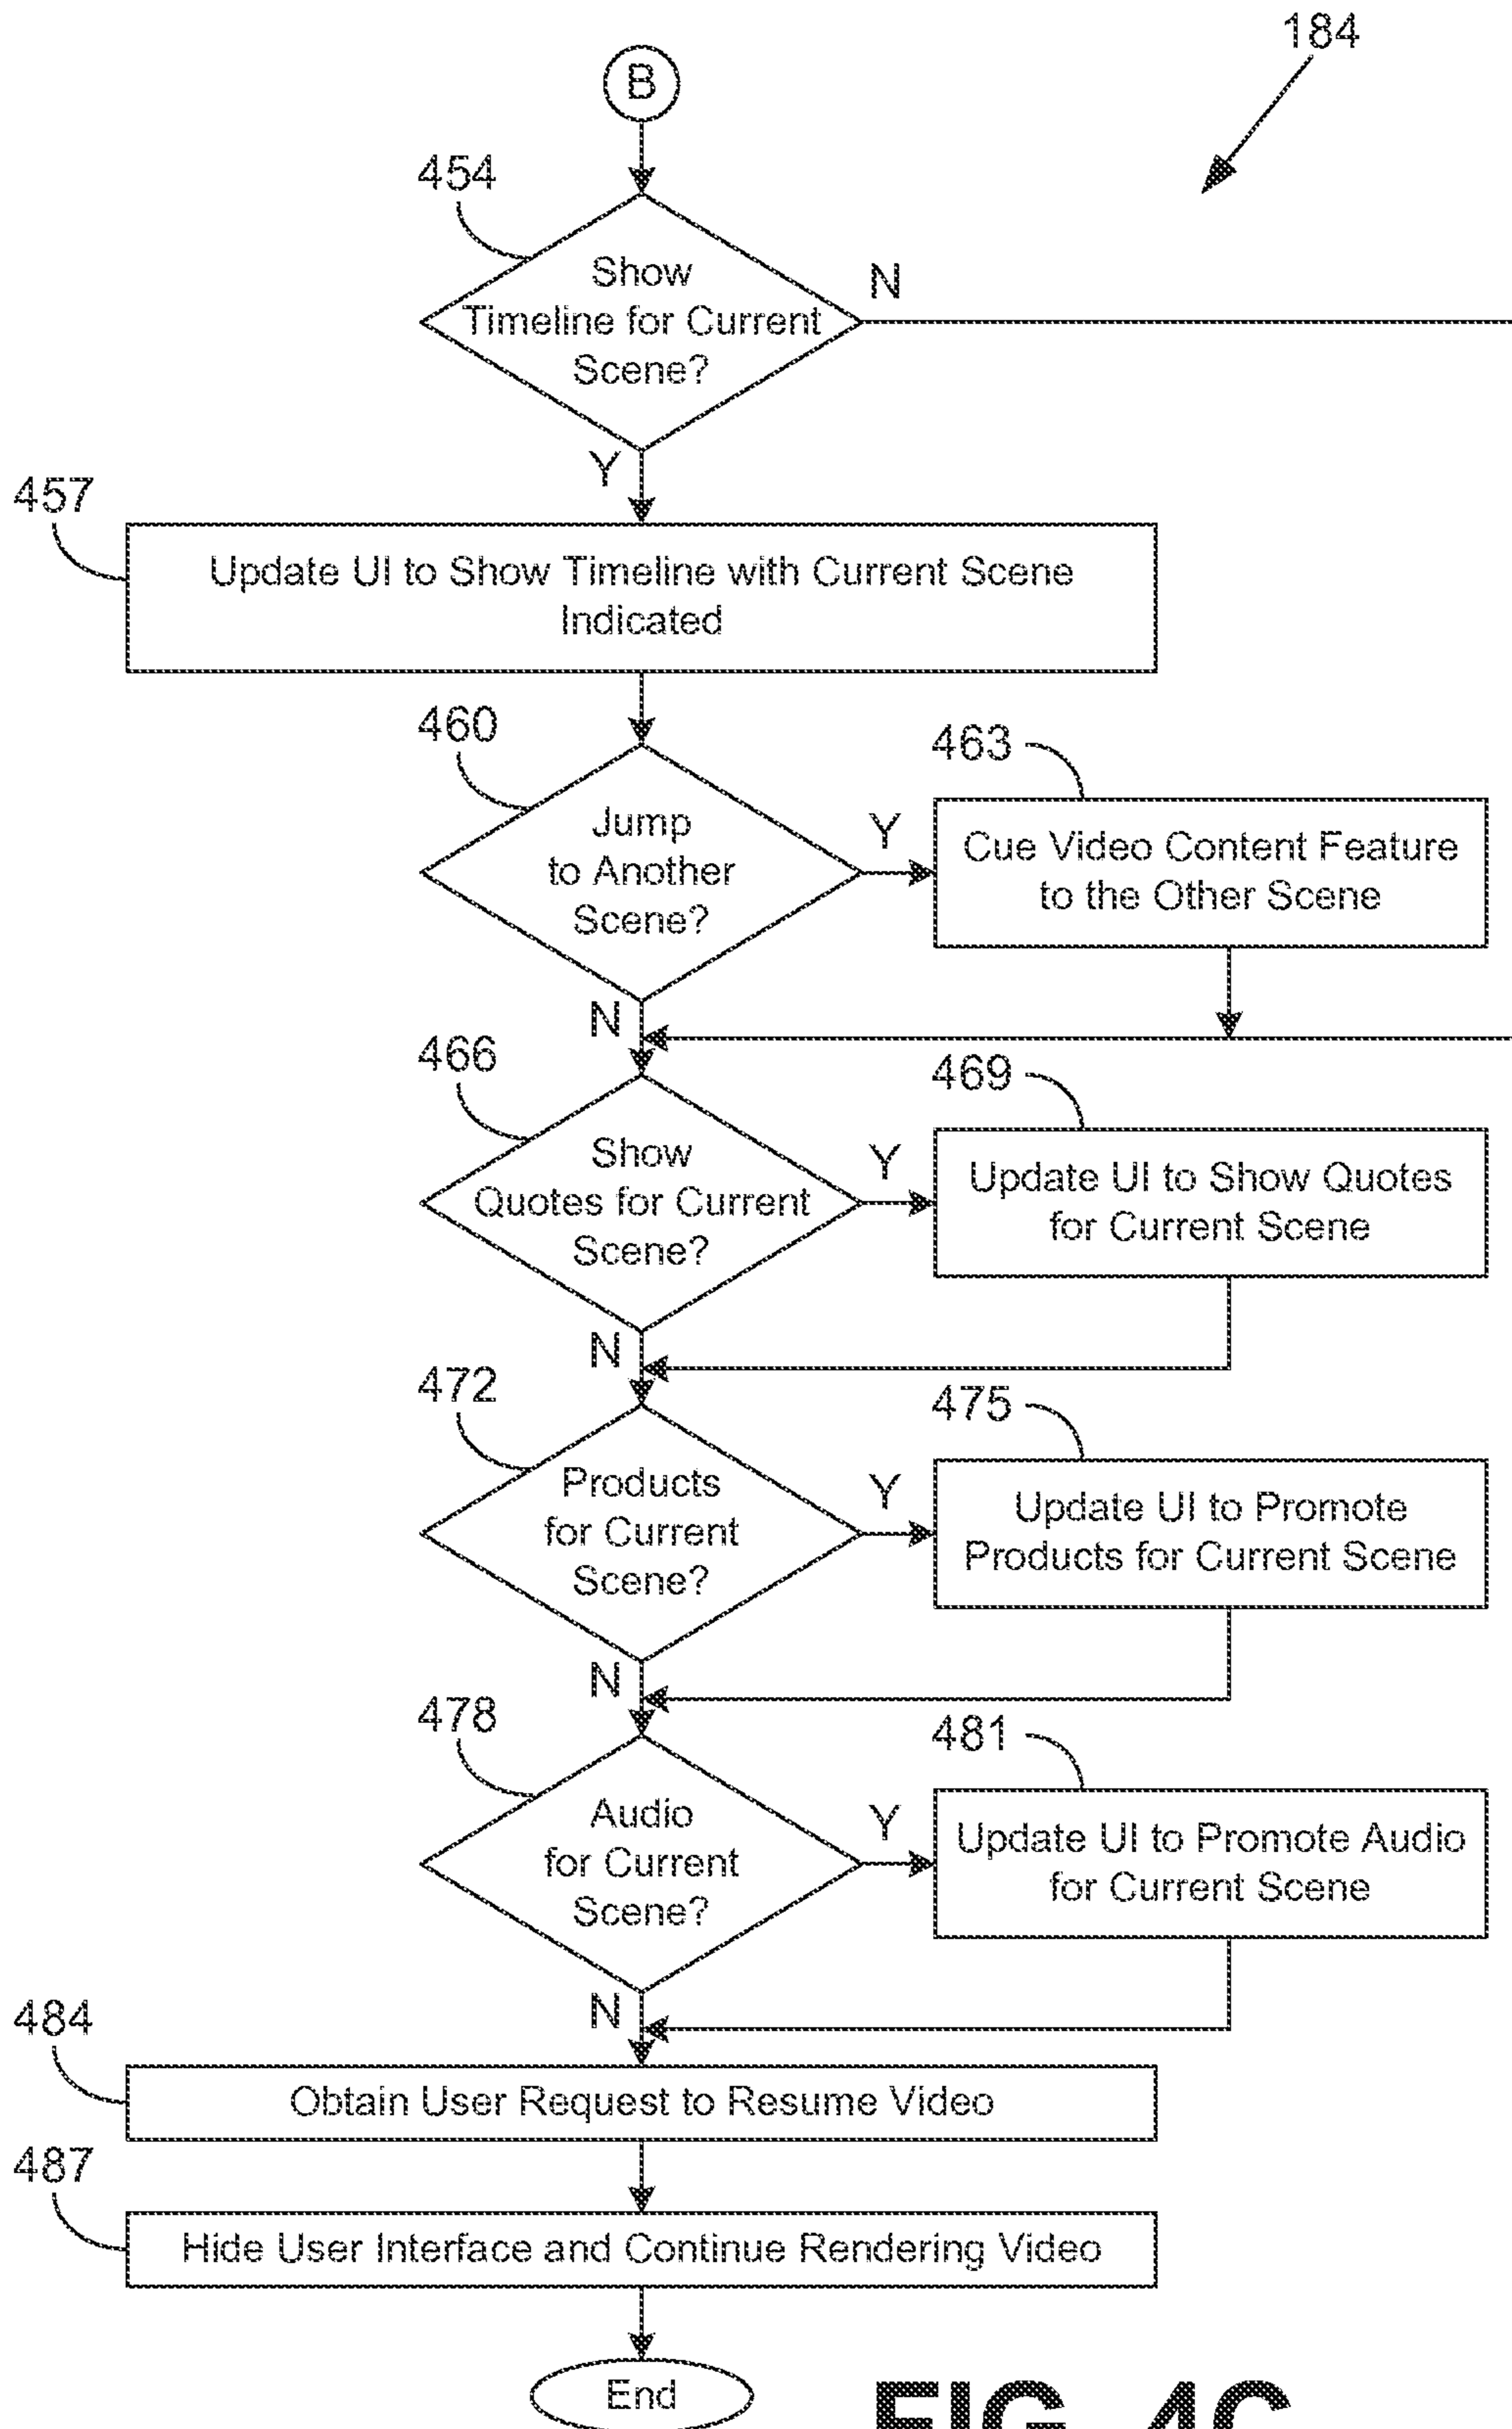 184
B
454
Show
Timeline for Current
Scene?
N
Y
457
Update UI to Show Timeline with Current Scene
Indicated
460
Jump
to Another
Scene?
Y
463
Cue Video Content Feature
to the Other Scene
N
466
Show
Quotes for Current
Scene?
Y
469
Update UI to Show Quotes
for Current Scene
N
472
Products
for Current
Scene?
Y
475
Update UI to Promote
Products for Current Scene
N
478
Audio
for Current
Scene?
Y
481
Update UI to Promote Audio
for Current Scene
N
484
Obtain User Request to Resume Video
487
Hide User Interface and Continue Rendering Video
End
FIG. 4C